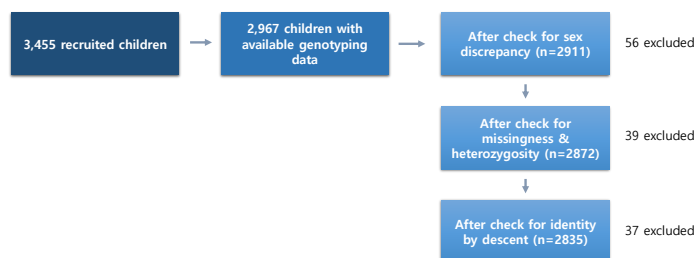 3,455 recruited children
2,967 children with
available genotyping
data
After check for sex
discrepancy (n=2911)
56 excluded
After check for
missingness &
heterozygosity (n=2872)
39 excluded
After check for identity
by descent (n=2835)
37 excluded